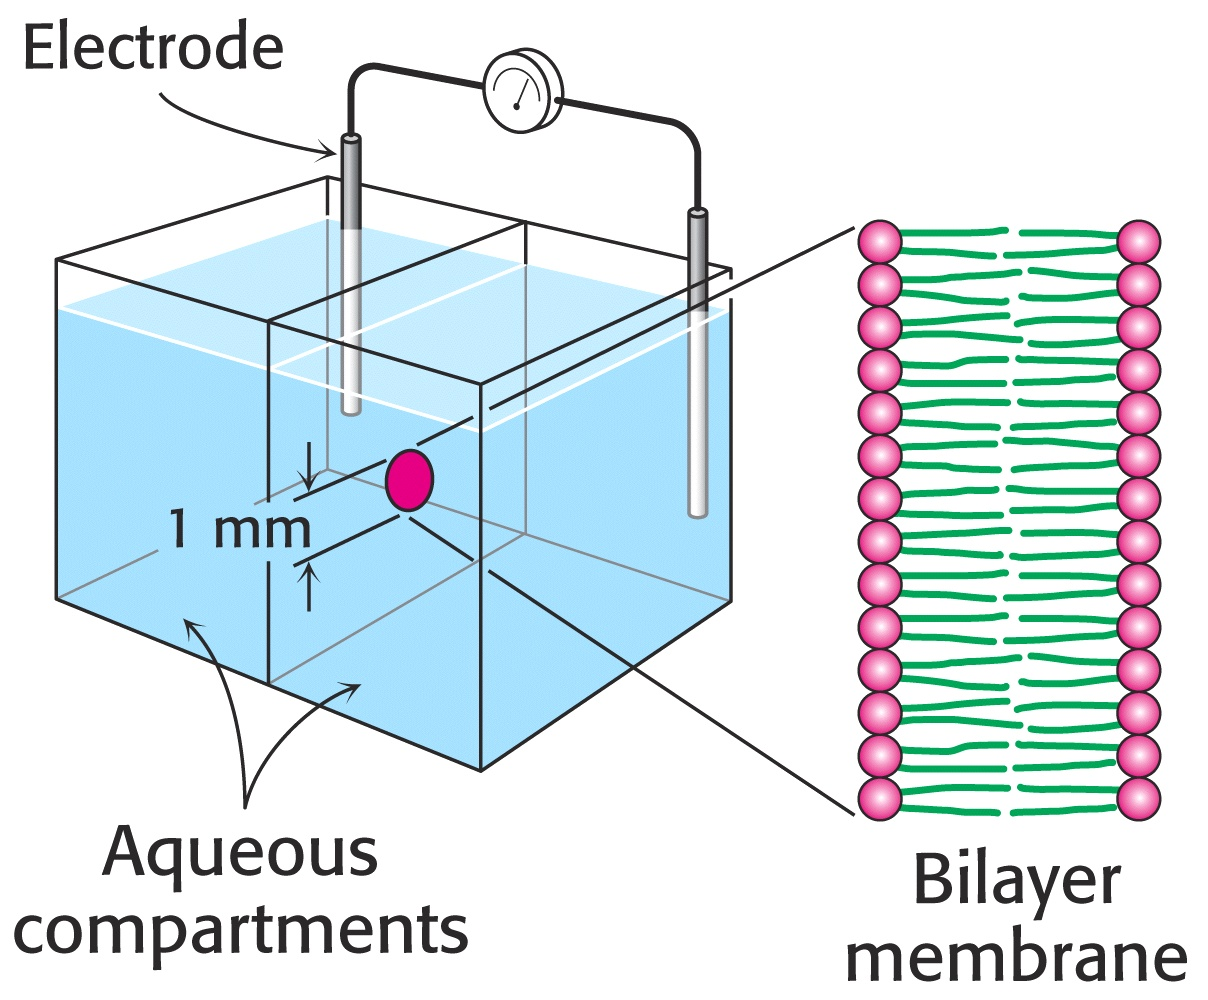 Electrode
1 mm
Aqueous
compartments
Bilayer
membrane